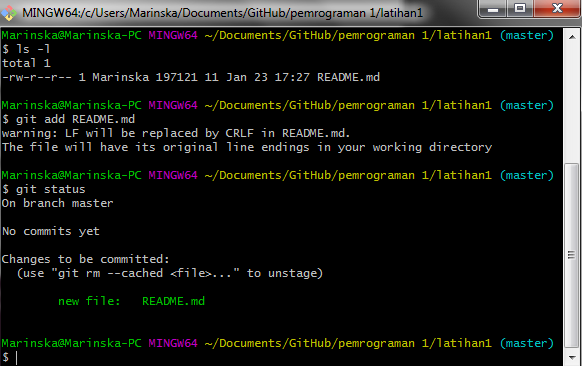 MINGW64:/c/Users/Marinska/Documents/GitHub/pemrograman 1/latihan1
Marinska@Marinska-PC MINGW64 ~/Documents/GitHub/pemrograman 1/latihan1 (master)
$ ls -l
total 1
-rw-r--r-- 1 Marinska 197121 11 Jan 23 17:27 README.md
Marinska@Marinska-PC MINGW64 ~/Documents/GitHub/pemrograman 1/latihan1 (master)
$ git add README.md
warning: LF will be replaced by CRLF in README.md.
The file will have its original line endings in your working directory
Marinska@Marinska-PC MINGW64 ~/Documents/GitHub/pemrograman 1/latihan1 (master)
$ git status
On branch master
No commits yet
Changes to be committed:
  (use "git rm --cached <file>..." to unstage)
        new file:   README.md
Marinska@Marinska-PC MINGW64 ~/Documents/GitHub/pemrograman 1/latihan1 (master)
$